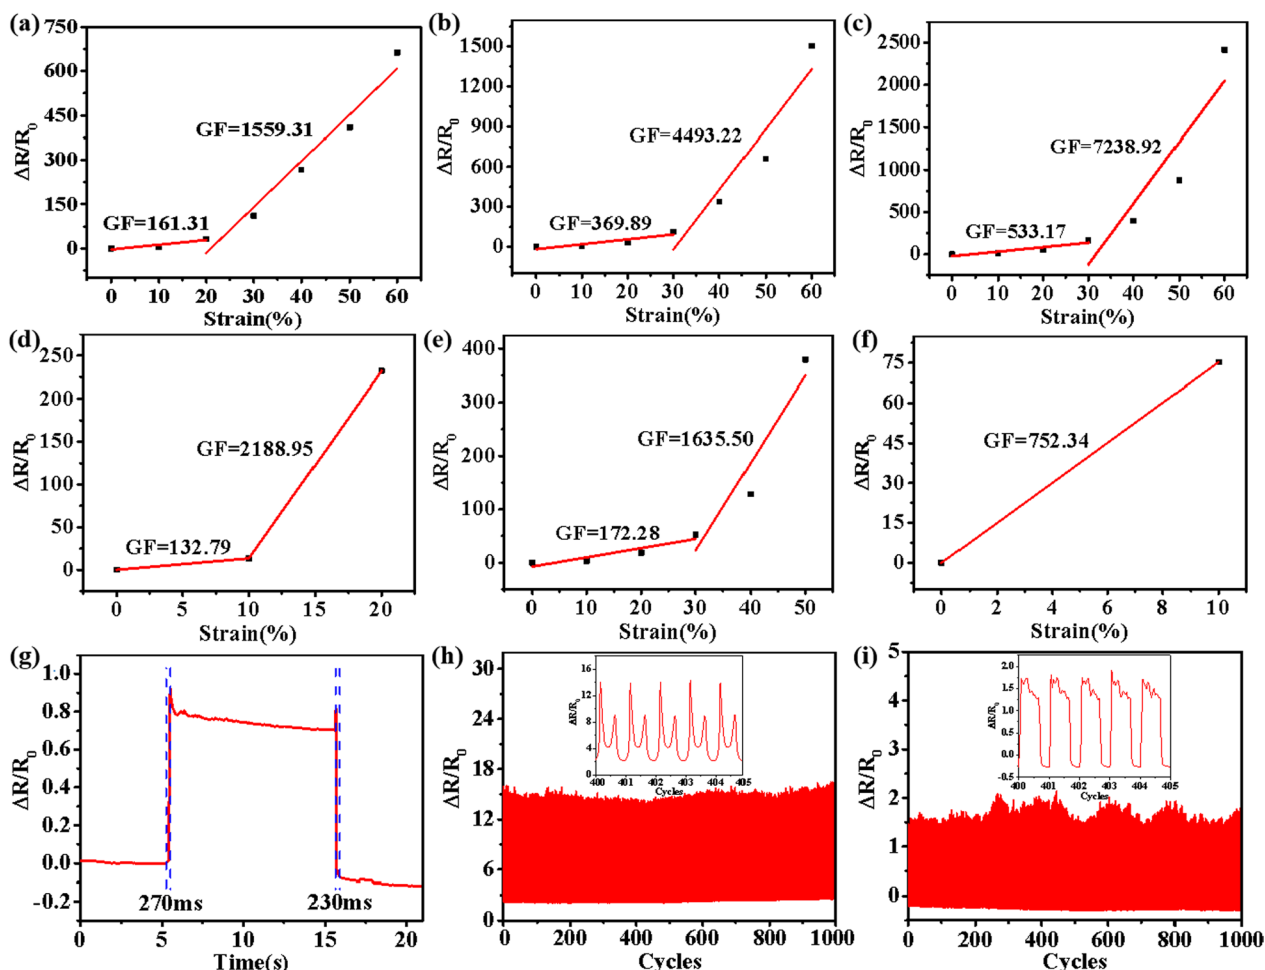 (a)
750
600
450
300
150
0
ΔR/R0
GF=1559.31
GF=161.31
0 10 20 30 40 50 60
Strain(%)
(b)
1500
1200
900
600
300
0
ΔR/R0
GF=4493.22
GF=369.89
0 10 20 30 40 50 60
Strain(%)
(c)
2500
2000
1500
1000
500
0
ΔR/R0
GF=7238.92
GF=533.17
0 10 20 30 40 50 60
Strain(%)
(d)
250
225
200
150
125
100
75
50
25
0
ΔR/R0
GF=2188.95
GF=132.79
0 5 10 15 20
Strain(%)
(e)
400
300
200
100
0
ΔR/R0
GF=1635.50
GF=172.28
0 10 20 30 40 50
Strain(%)
(f)
75
60
45
30
15
0
ΔR/R0
GF=752.34
0 2 4 6 8 10
Strain(%)
(g)
1.0
0.8
0.6
0.4
0.2
0.0
-0.2
ΔR/R0
270ms
230ms
0 5 10 15 20
Time(s)
(h)
30
24
18
12
6
0
ΔR/R0
16
12
8
4
0
ΔR/R0
400 401 402 403 404 405
Cycles
0 200 400 600 800 1000
Cycles
(i)
5
4
3
2
1
0
ΔR/R0
2.0
1.5
1.0
0.5
0.0
-0.5
ΔR/R0
400 401 402 403 404 405
Cycles
0 200 400 600 800 1000
Cycles